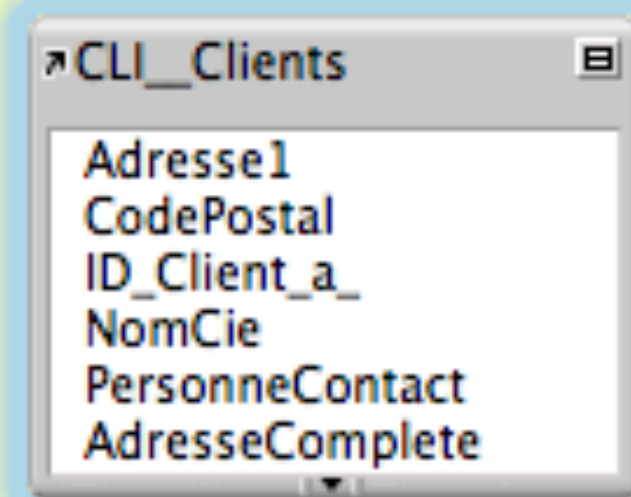 CLI__Clients
Adresse1
CodePostal
ID_Client_a_
NomCie
PersonneContact
AdresseComplete